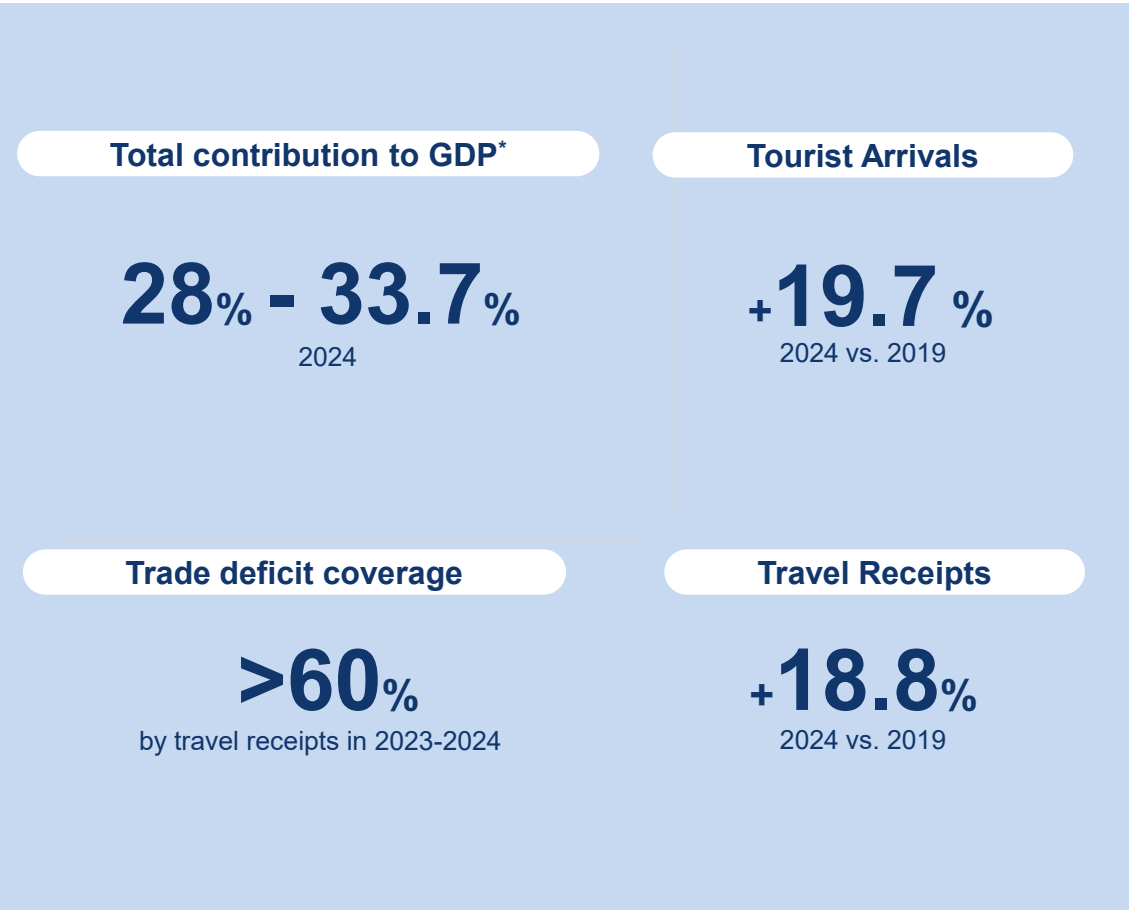 Total contribution to GDP*
28% - 33.7%
2024
Tourist Arrivals
+19.7 %
2024 vs. 2019
Trade deficit coverage
>60%
by travel receipts in 2023-2024
Travel Receipts
+18.8%
2024 vs. 2019